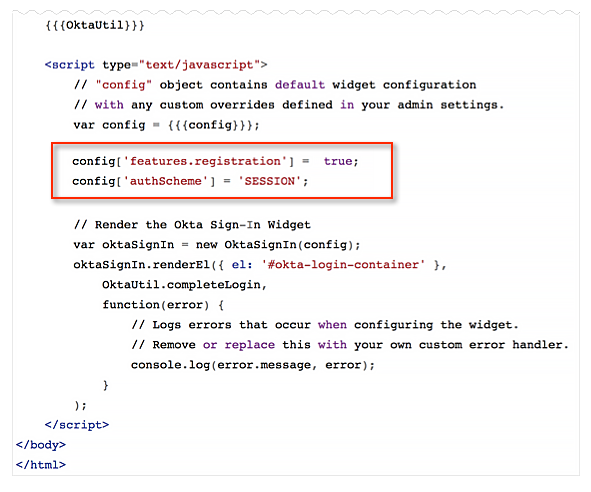 {{{OktaUtil}}}
<script type="text/javascript">
// "config" object contains default widget configuration
// with any custom overrides defined in your admin settings.
var config = {{{config}}};
config['features.registration'] =  true;
config['authScheme'] = 'SESSION';
// Render the Okta Sign-In Widget
var oktaSignIn = new OktaSignIn(config);
oktaSignIn.renderEl({ el: '#okta-login-container' },
OktaUtil.completeLogin,
function(error) {
// Logs errors that occur when configuring the widget.
// Remove or replace this with your own custom error handler.
console.log(error.message, error);
}
);
</script>
</body>
</html>